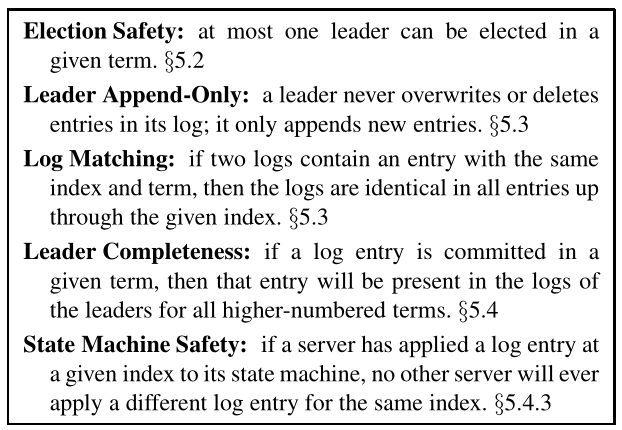 Election Safety: at most one leader can be elected in a
given term. §5.2
Leader Append-Only: a leader never overwrites or deletes
entries in its log; it only appends new entries. §5.3
Log Matching: if two logs contain an entry with the same
index and term, then the logs are identical in all entries up
through the given index. §5.3
Leader Completeness: if a log entry is committed in a
given term, then that entry will be present in the logs of
the leaders for all higher-numbered terms. §5.4
State Machine Safety: if a server has applied a log entry at
a given index to its state machine, no other server will ever
apply a different log entry for the same index. §5.4.3